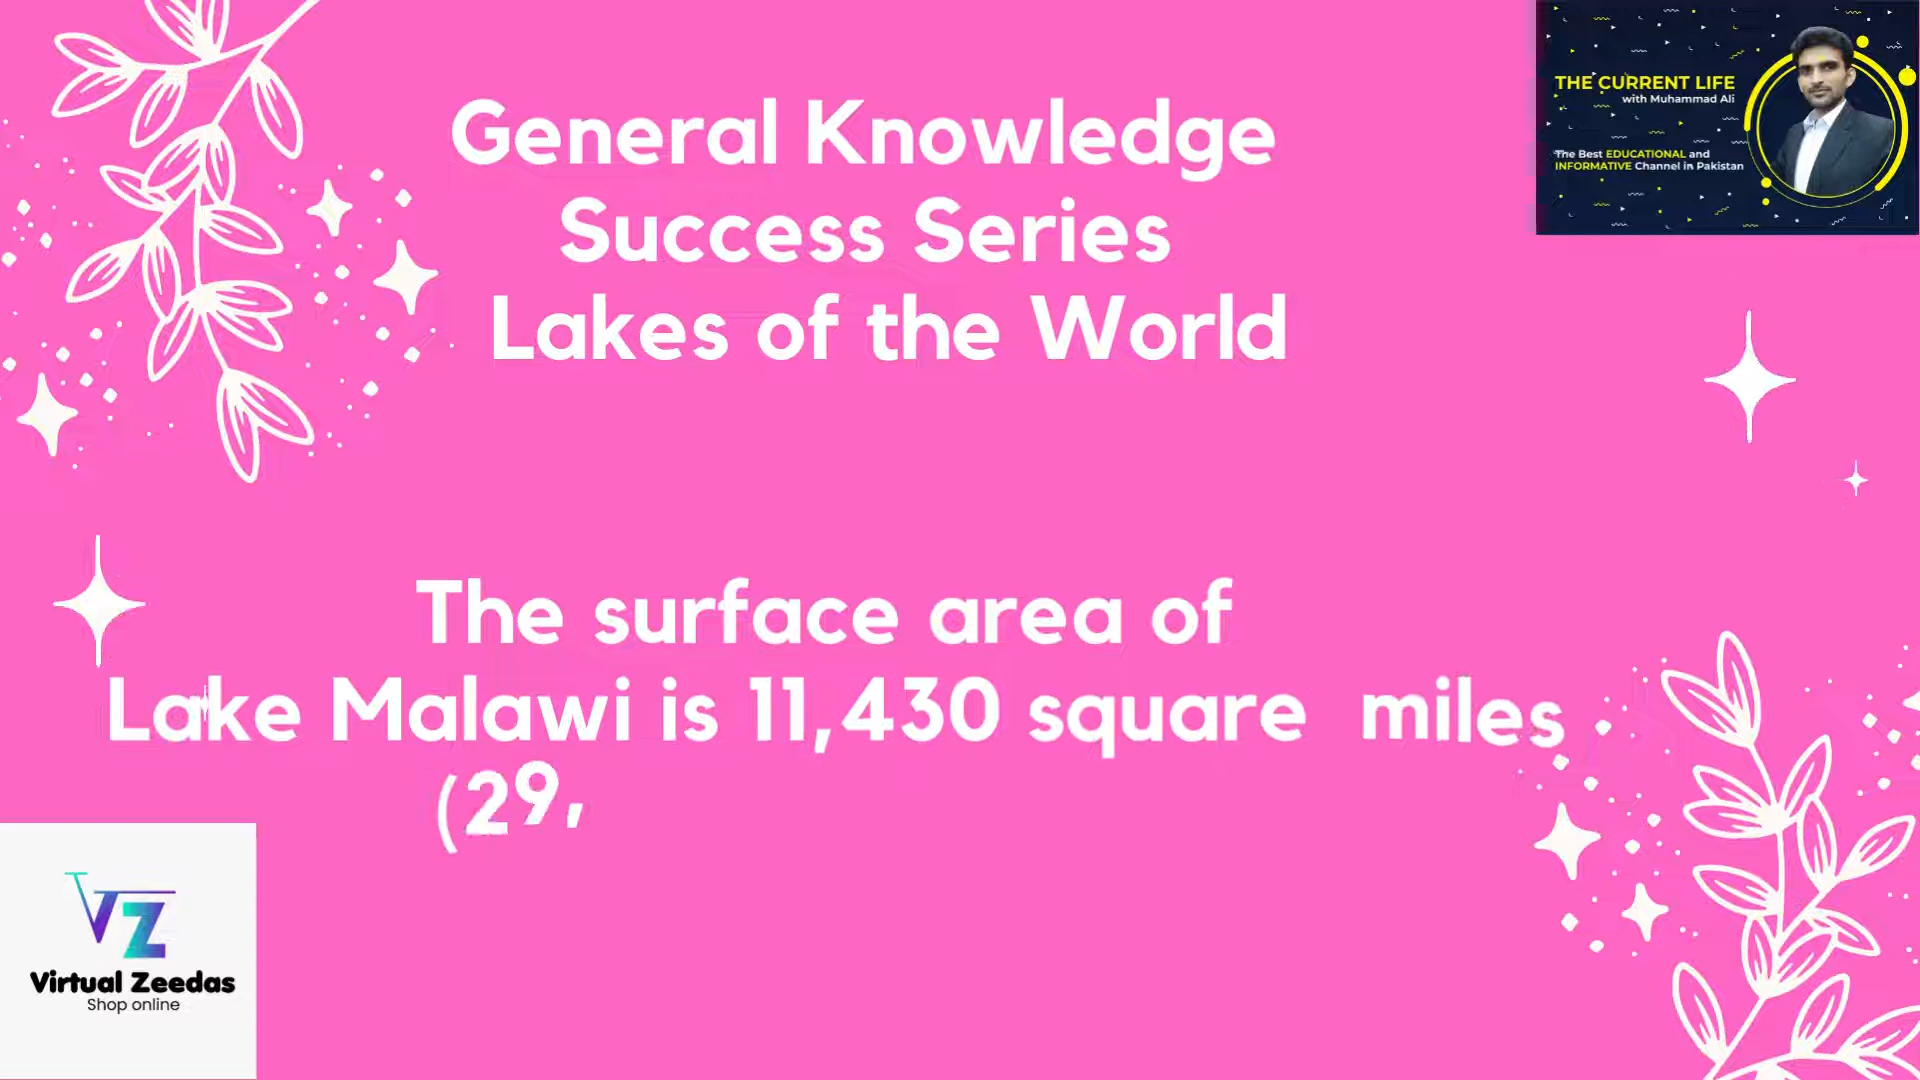 General Knowledge
Success Series
Lakes of the World
THE CURRENT LIFE
with Muhammad Ali
The Best EDUCATIONAL and
INFORMATIVE Channel in Pakistan
The surface area of
Lake Malawi is 11,430 square miles
(29,
VZ
Virtual Zeedas
Shop online